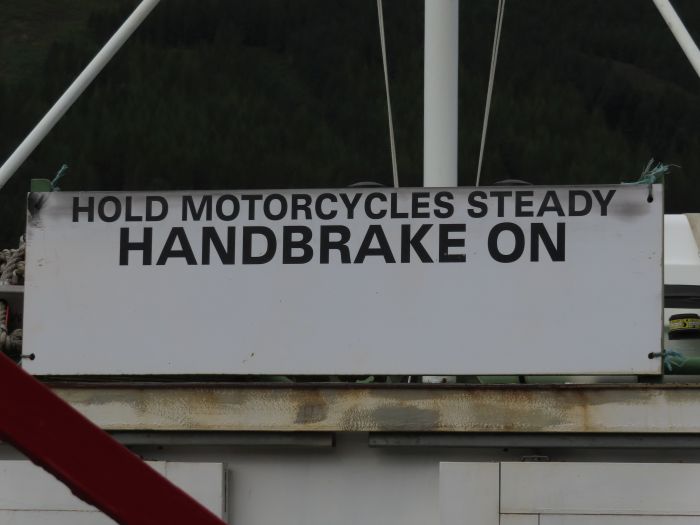 HOLD MOTORCYCLES STEADY
HANDBRAKE ON